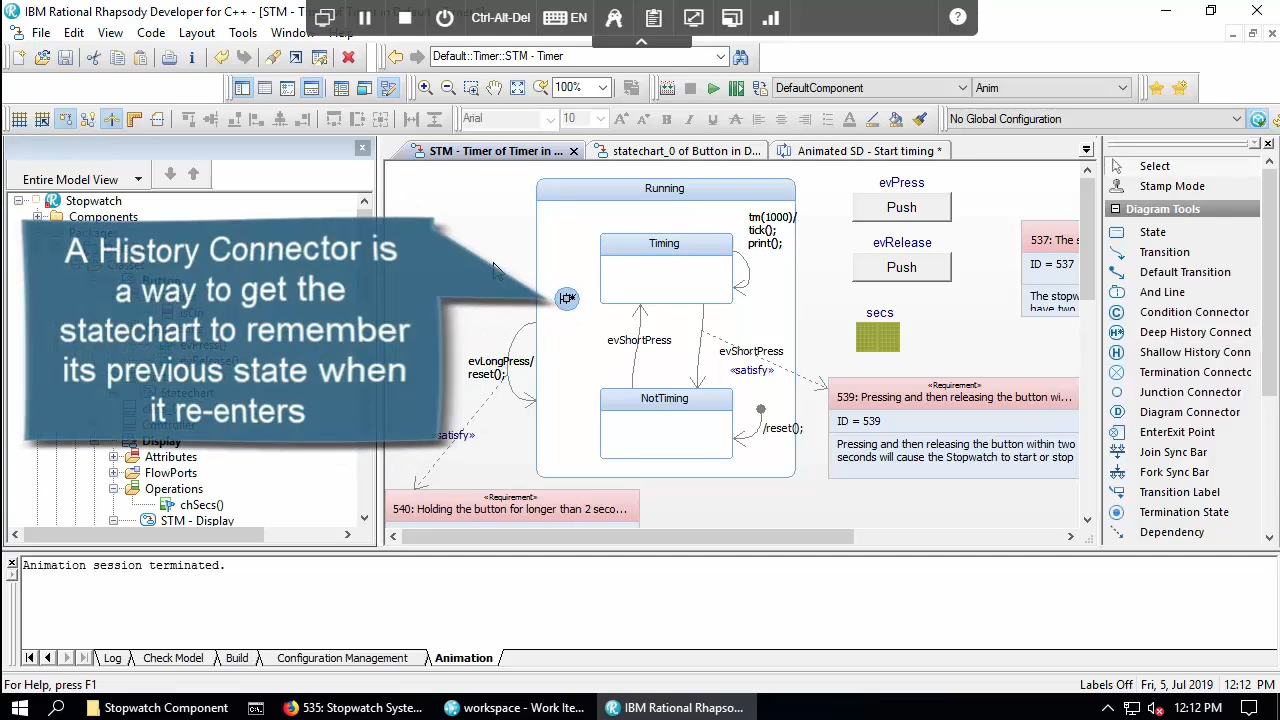 IBM Rational Rhapsody Developer for C++ - [STM - Timer of Timer in Default
Ctrl-Alt-Del
EN
File Edit View Code Layout Tools Window
Default::Timer::STM - Timer
100%
DefaultComponent
Anim
Arial
10
No Global Configuration
Entire Model View
STM - Timer of Timer in ...
statechart_0 of Button in D...
Animated SD - Start timing *
Stopwatch
Components
A History Connector is
a way to get the
statechart to remember
its previous state when
it re-enters
Display
Attributes
FlowPorts
Operations
chSecs()
STM - Display
Running
Timing
tm(1000)/
tick();
print();
evShortPress
evShortPress
«satisfy»
evLongPress/
reset();
«satisfy»
NotTiming
/reset();
evPress
Push
evRelease
Push
secs
537: The s
ID = 537
The stopw
have two
«Requirement»
539: Pressing and then releasing the button wi...
ID = 539
Pressing and then releasing the button within two
seconds will cause the Stopwatch to start or stop
«Requirement»
540: Holding the button for longer than 2 seco...
Select
Stamp Mode
Diagram Tools
State
Transition
Default Transition
And Line
Condition Connector
Deep History Connect
Shallow History Conn
Termination Connecto
Junction Connector
Diagram Connector
EnterExit Point
Join Sync Bar
Fork Sync Bar
Transition Label
Termination State
Dependency
Animation session terminated.
Log
Check Model
Build
Configuration Management
Animation
For Help, press F1
Labels Off
Fri, 5, Jul 2019
12:12 PM
Stopwatch Component
535: Stopwatch Syste...
workspace - Work Ite...
IBM Rational Rhapso...
12:12 PM